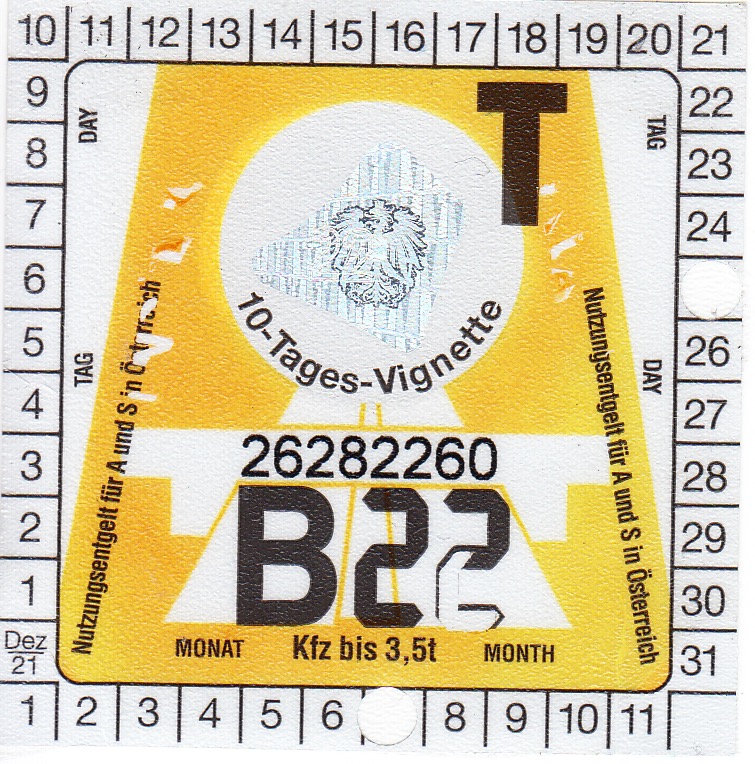 10 11 12 13 14 15 16 17 18 19 20 21
9
8
7
6
5
4
3
2
1
Dez
21
22
23
24
26
27
28
29
30
31
DAY
TAG
T
TAG
DAY
Nutzungsentgelt für A und S in Österreich
Nutzungsentgelt für A und S in Österreich
10-Tages-Vignette
26282260
B22
MONAT Kfz bis 3,5t MONTH
1 2 3 4 5 6 8 9 10 11